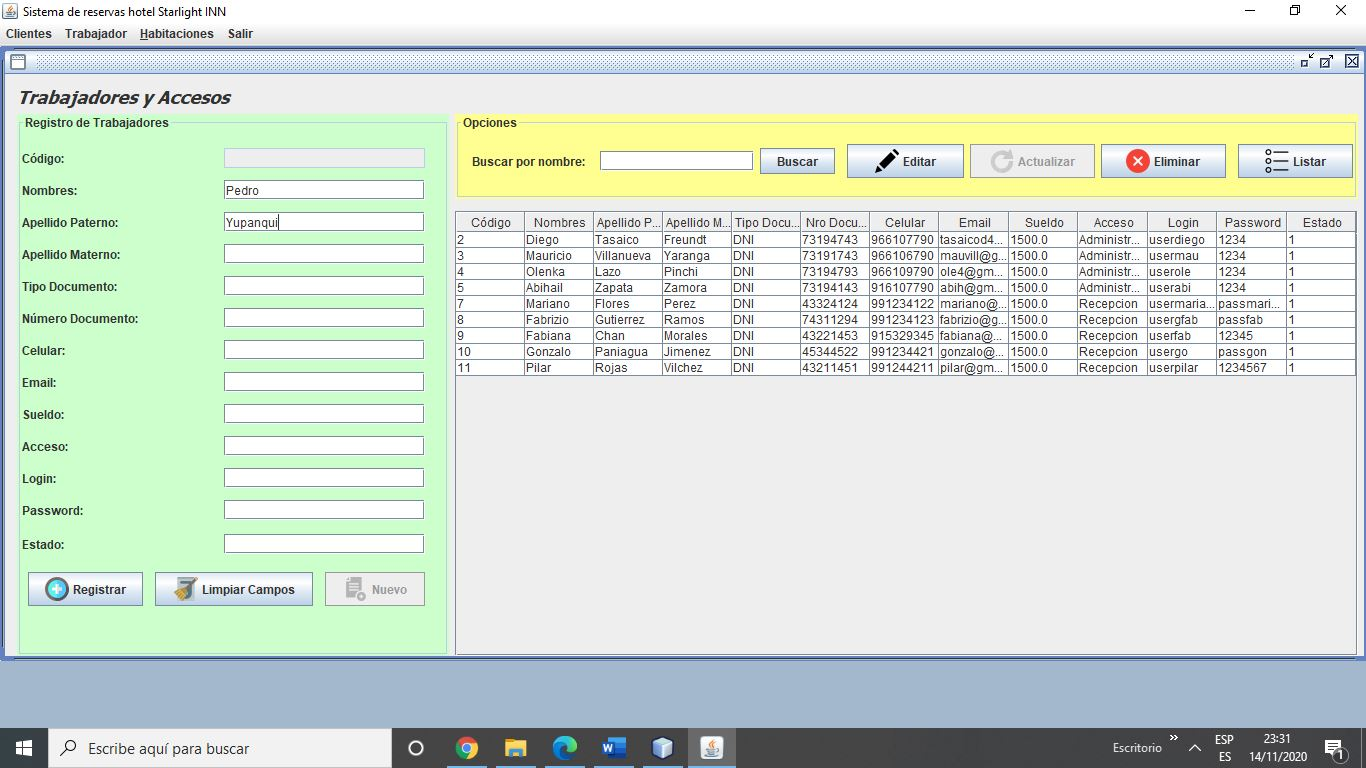 Sistema de reservas hotel Starlight INN
Clientes Trabajador Habitaciones Salir
Trabajadores y Accesos
Registro de Trabajadores
Código:
Nombres: Pedro
Apellido Paterno: Yupanqui
Apellido Materno:
Tipo Documento:
Número Documento:
Celular:
Email:
Sueldo:
Acceso:
Login:
Password:
Estado:
Registrar Limpiar Campos Nuevo
Opciones
Buscar por nombre: Buscar Editar Actualizar Eliminar Listar
Código Nombres Apellido P... Apellido M... Tipo Docu... Nro Docu... Celular Email Sueldo Acceso Login Password Estado
2 Diego Tasaico Freundt DNI 73194743 966107790 tasaicod4... 1500.0 Administr... userdiego 1234 1
3 Mauricio Villanueva Yaranga DNI 73191743 966106790 mauvill@g... 1500.0 Administr... usermau 1234 1
4 Olenka Lazo Pinchi DNI 73194793 966109790 ole4@gm... 1500.0 Administr... userole 1234 1
5 Abihail Zapata Zamora DNI 73194143 916107790 abih@gm... 1500.0 Administr... userabi 1234 1
7 Mariano Flores Perez DNI 43324124 991234122 mariano@... 1500.0 Recepcion usermaria... passmari... 1
8 Fabrizio Gutierrez Ramos DNI 74311294 991234123 fabrizio@g... 1500.0 Recepcion usergfab passfab 1
9 Fabiana Chan Morales DNI 43221453 915329345 fabiana@... 1500.0 Recepcion userfab 12345 1
10 Gonzalo Paniagua Jimenez DNI 45344522 991234421 gonzalo@... 1500.0 Recepcion usergo passgon 1
11 Pilar Rojas Vilchez DNI 43211451 991244211 pilar@gm... 1500.0 Recepcion userpilar 1234567 1
Escribe aquí para buscar
Escritorio
ESP
ES
23:31
14/11/2020
1